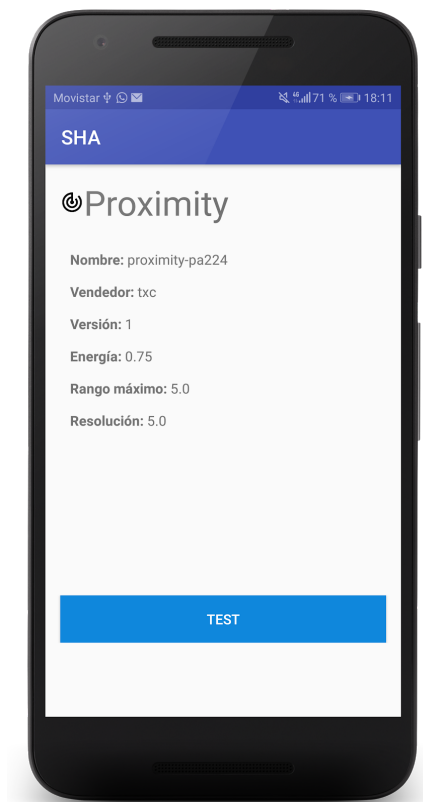 Movistar 71 % 18:11
SHA
Proximity
Nombre: proximity-pa224
Vendedor: txc
Versión: 1
Energía: 0.75
Rango máximo: 5.0
Resolución: 5.0
TEST